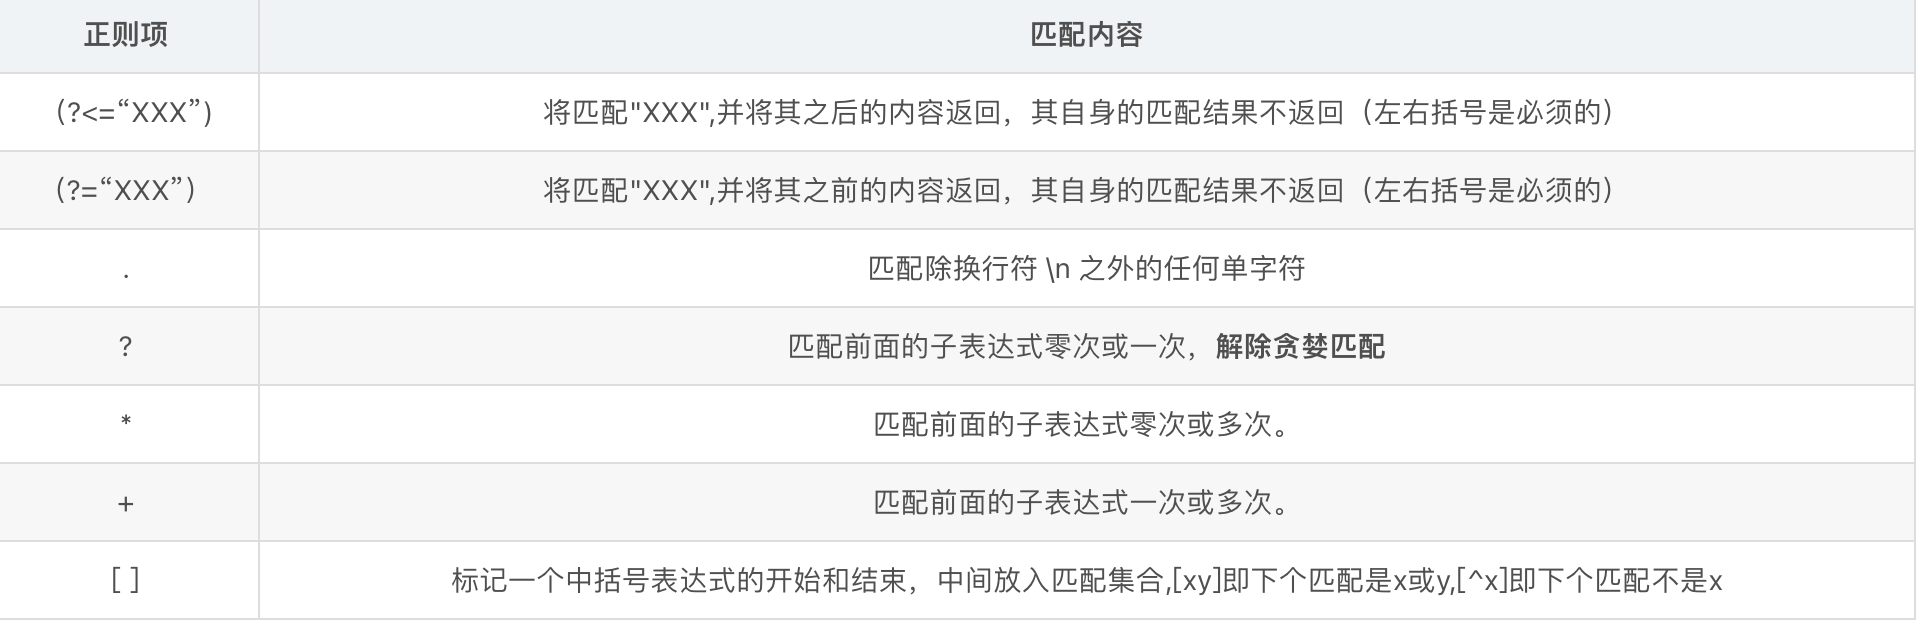 正则项 匹配内容
(?<=“XXX”) 将匹配"XXX",并将其之后的内容返回，其自身的匹配结果不返回（左右括号是必须的）
(?=“XXX”) 将匹配"XXX",并将其之前的内容返回，其自身的匹配结果不返回（左右括号是必须的）
. 匹配除换行符 \n 之外的任何单字符
? 匹配前面的子表达式零次或一次，解除贪婪匹配
* 匹配前面的子表达式零次或多次。
+ 匹配前面的子表达式一次或多次。
[ ] 标记一个中括号表达式的开始和结束，中间放入匹配集合,[xy]即下个匹配是x或y,[^x]即下个匹配不是x